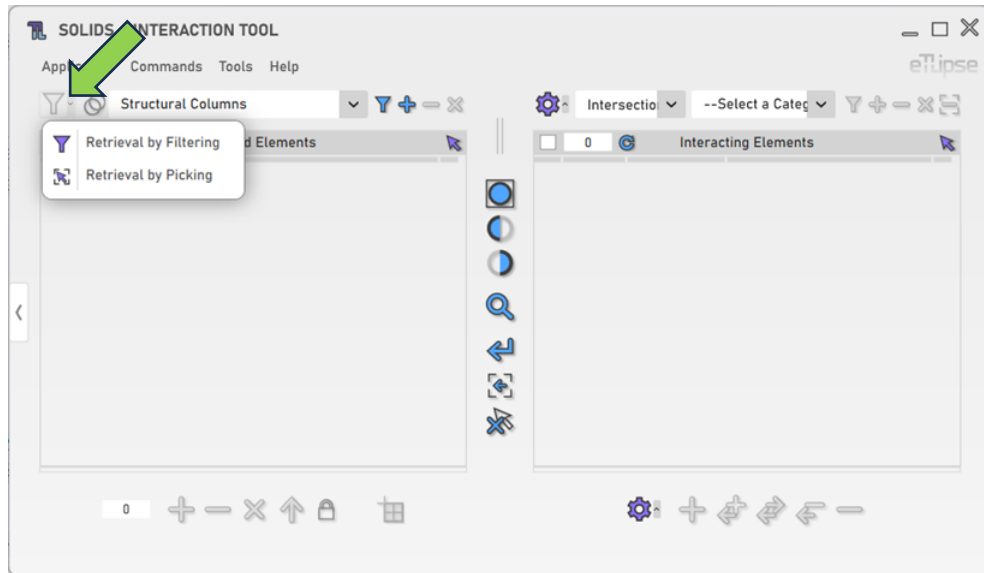 SOLIDS INTERACTION TOOL
Commands Tools Help
eTLipse
Structural Columns
Intersectio
--Select a Categ
Retrieval by Filtering
d Elements
0
Interacting Elements
Retrieval by Picking
0